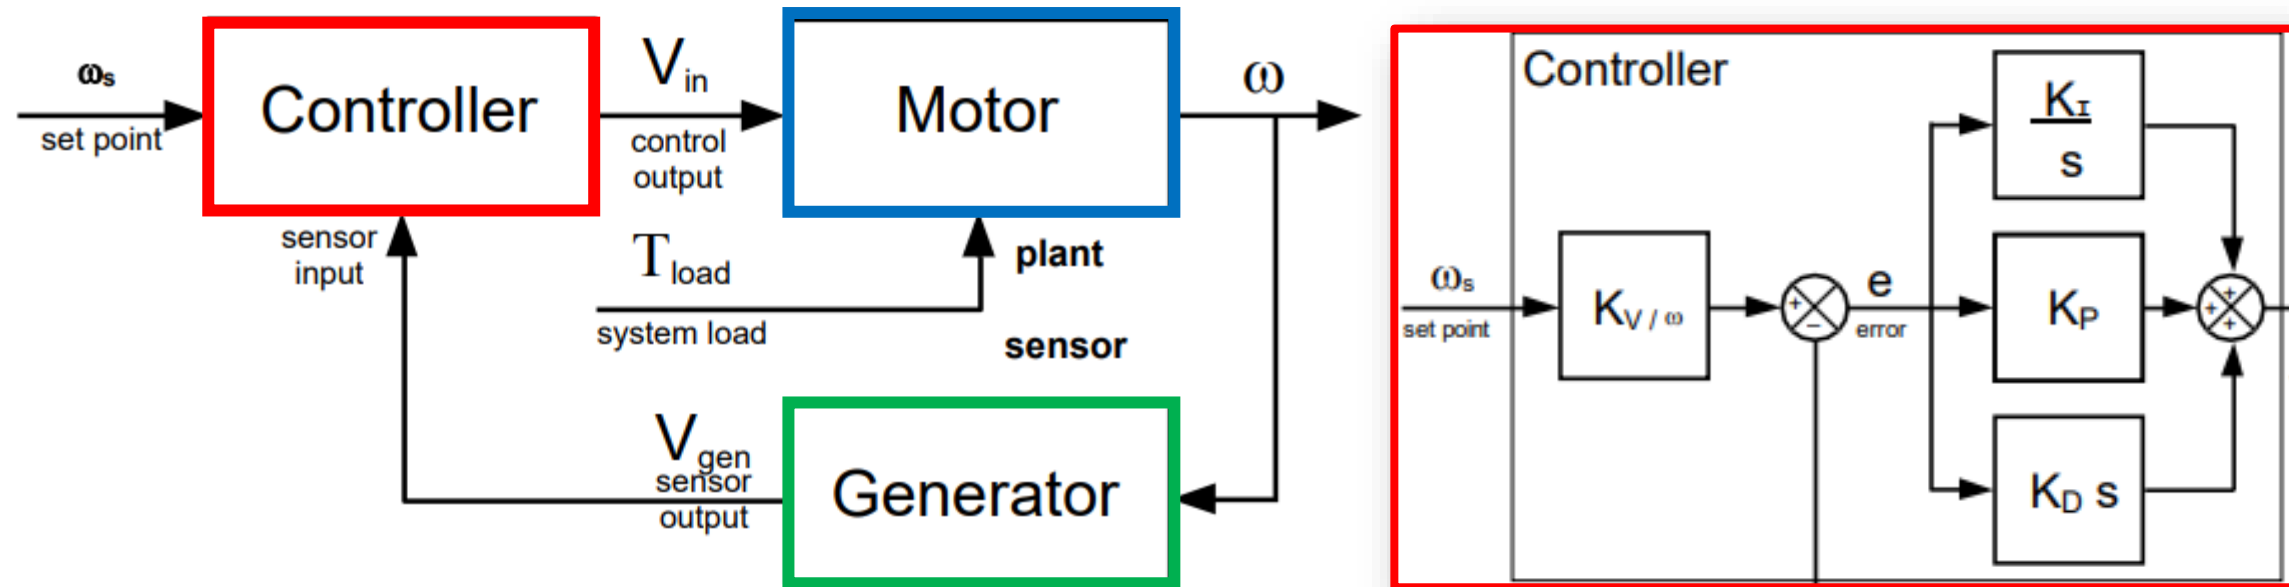 ωs
set point
Controller
Vin
control
output
Motor
ω
sensor
input
Tload
system load
plant
sensor
Vgen
sensor
output
Generator
Controller
ωs
set point
KV / ω
+
−
e
error
KI
s
KP
KD s
+
+
+